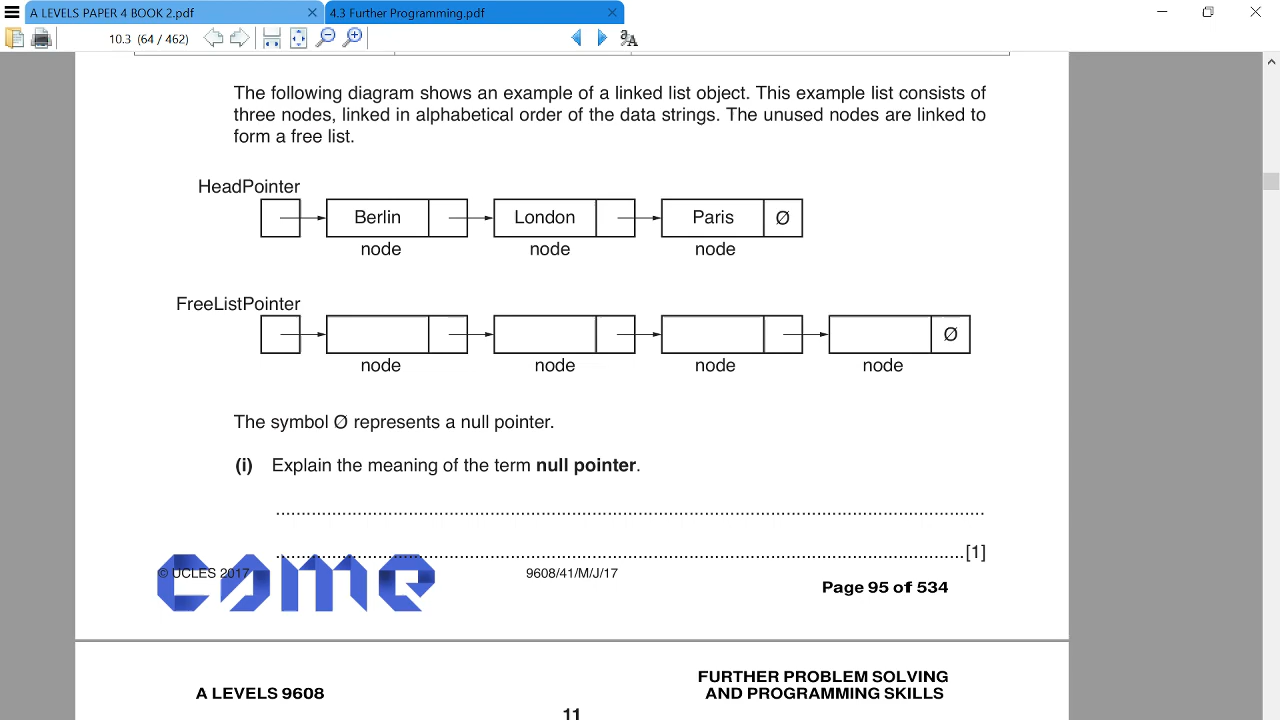 A LEVELS PAPER 4 BOOK 2.pdf
4.3 Further Programming.pdf
10.3 (64 / 462)
The following diagram shows an example of a linked list object. This example list consists of
three nodes, linked in alphabetical order of the data strings. The unused nodes are linked to
form a free list.
HeadPointer
Berlin
London
Paris
Ø
node
node
node
FreeListPointer
Ø
node
node
node
node
The symbol Ø represents a null pointer.
(i) Explain the meaning of the term null pointer.
..........................................................................................................................................
......................................................................................................................................[1]
come
© UCLES 2017
9608/41/M/J/17
Page 95 of 534
A LEVELS 9608
FURTHER PROBLEM SOLVING
AND PROGRAMMING SKILLS
11